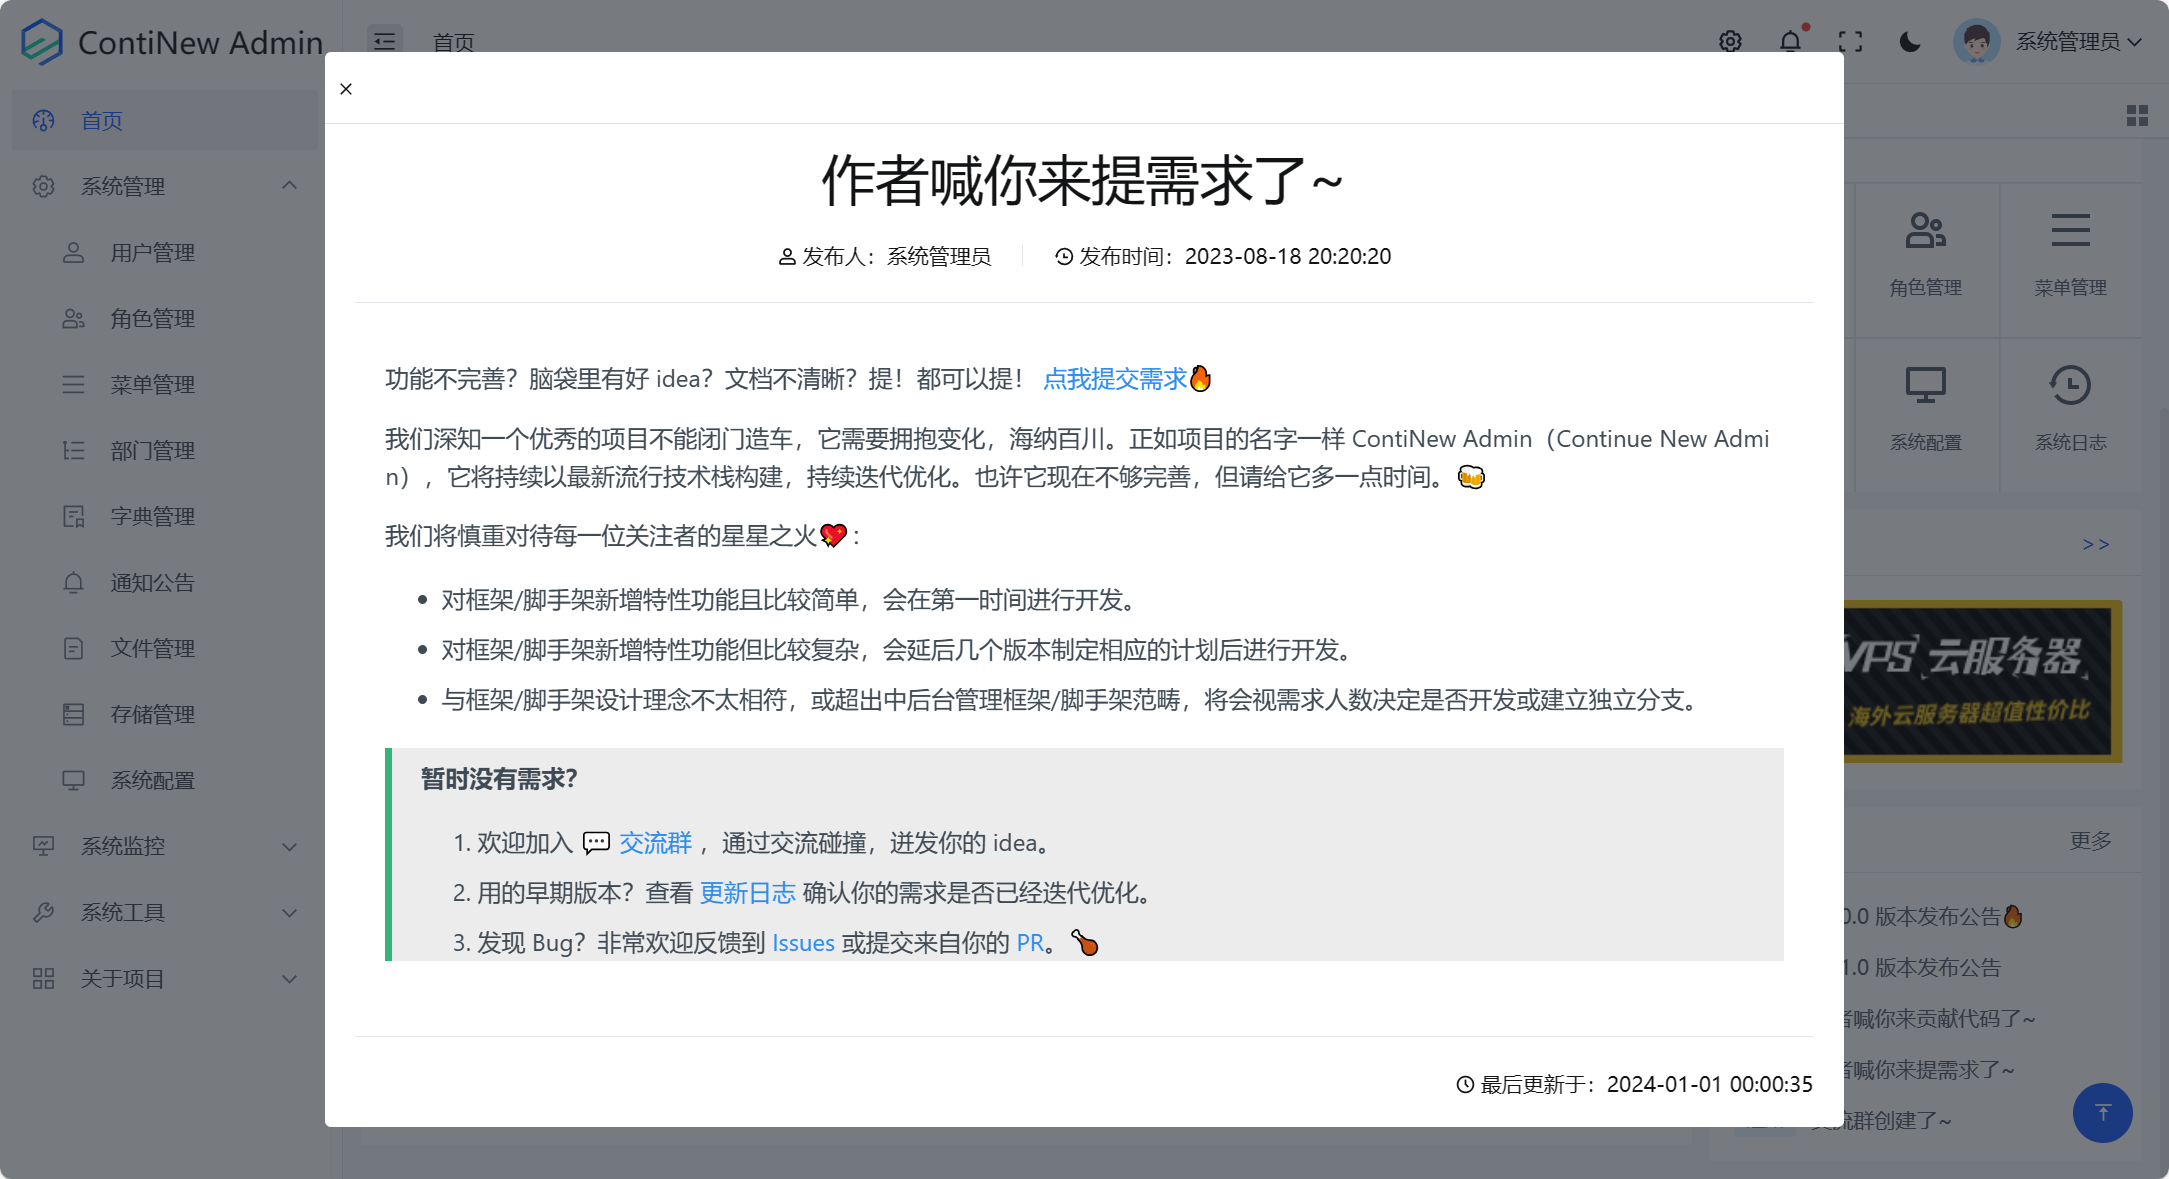 ContiNew Admin
首页
系统管理员
首页
系统管理
用户管理
角色管理
菜单管理
部门管理
字典管理
通知公告
文件管理
存储管理
系统配置
系统监控
系统工具
关于项目
作者喊你来提需求了~
发布人：系统管理员
发布时间：2023-08-18 20:20:20
功能不完善？脑袋里有好 idea？文档不清晰？提！都可以提！ 点我提交需求🔥
我们深知一个优秀的项目不能闭门造车，它需要拥抱变化，海纳百川。正如项目的名字一样 ContiNew Admin（Continue New Admi
n），它将持续以最新流行技术栈构建，持续迭代优化。也许它现在不够完善，但请给它多一点时间。🍻
我们将慎重对待每一位关注者的星星之火💖：
• 对框架/脚手架新增特性功能且比较简单，会在第一时间进行开发。
• 对框架/脚手架新增特性功能但比较复杂，会延后几个版本制定相应的计划后进行开发。
• 与框架/脚手架设计理念不太相符，或超出中后台管理框架/脚手架范畴，将会视需求人数决定是否开发或建立独立分支。
暂时没有需求？
1. 欢迎加入 💬 交流群 ，通过交流碰撞，迸发你的 idea。
2. 用的早期版本？查看 更新日志 确认你的需求是否已经迭代优化。
3. 发现 Bug？非常欢迎反馈到 Issues 或提交来自你的 PR。🍗
最后更新于：2024-01-01 00:00:35
角色管理
菜单管理
系统配置
系统日志
>>
VPS 云服务器
海外云服务器超值性价比
更多
.0 版本发布公告🔥
1.0 版本发布公告
喊你来贡献代码了~
喊你来提需求了~
流群创建了~